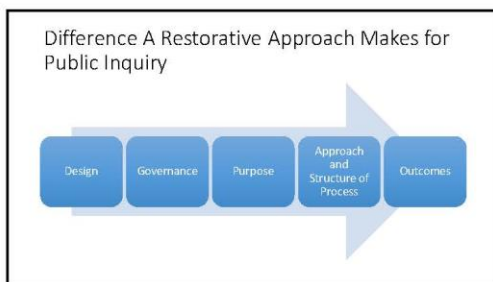 Difference A Restorative Approach Makes for
Public Inquiry
Design
Governance
Purpose
Approach
and
Structure of
Process
Outcomes